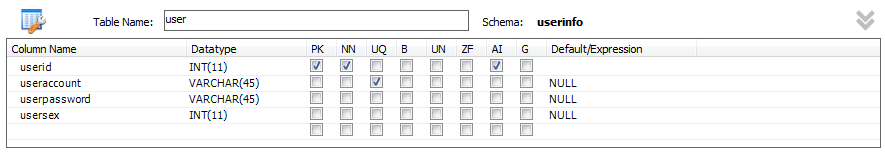 Table Name: user Schema: userinfo
Column Name Datatype PK NN UQ B UN ZF AI G Default/Expression
userid INT(11)
useraccount VARCHAR(45) NULL
userpassword VARCHAR(45) NULL
usersex INT(11) NULL